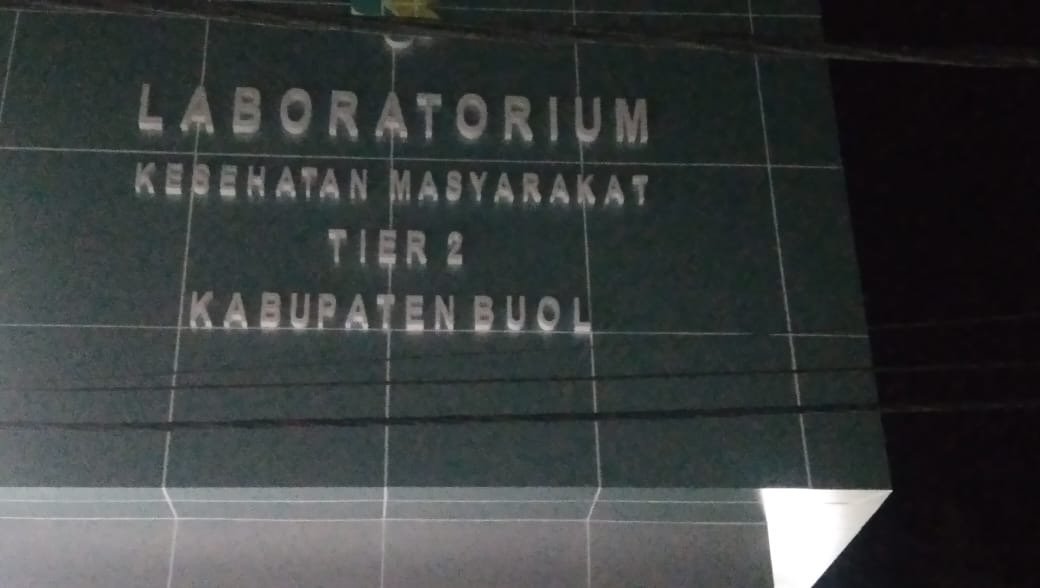 LABORATORIUM
KESEHATAN MASYARAKAT
TIER 2
KABUPATEN BUOL